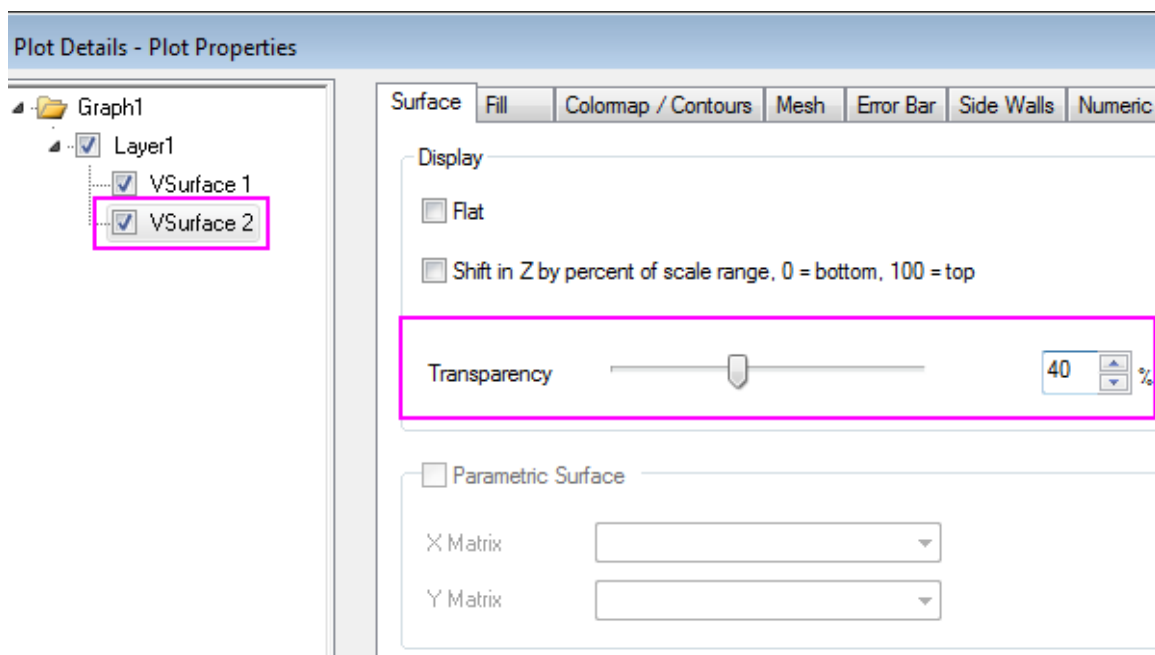 Plot Details - Plot Properties
Graph1
Layer1
VSurface 1
VSurface 2
Surface Fill Colormap / Contours Mesh Error Bar Side Walls Numeric
Display
Flat
Shift in Z by percent of scale range, 0 = bottom, 100 = top
Transparency 40 %
Parametric Surface
X Matrix
Y Matrix